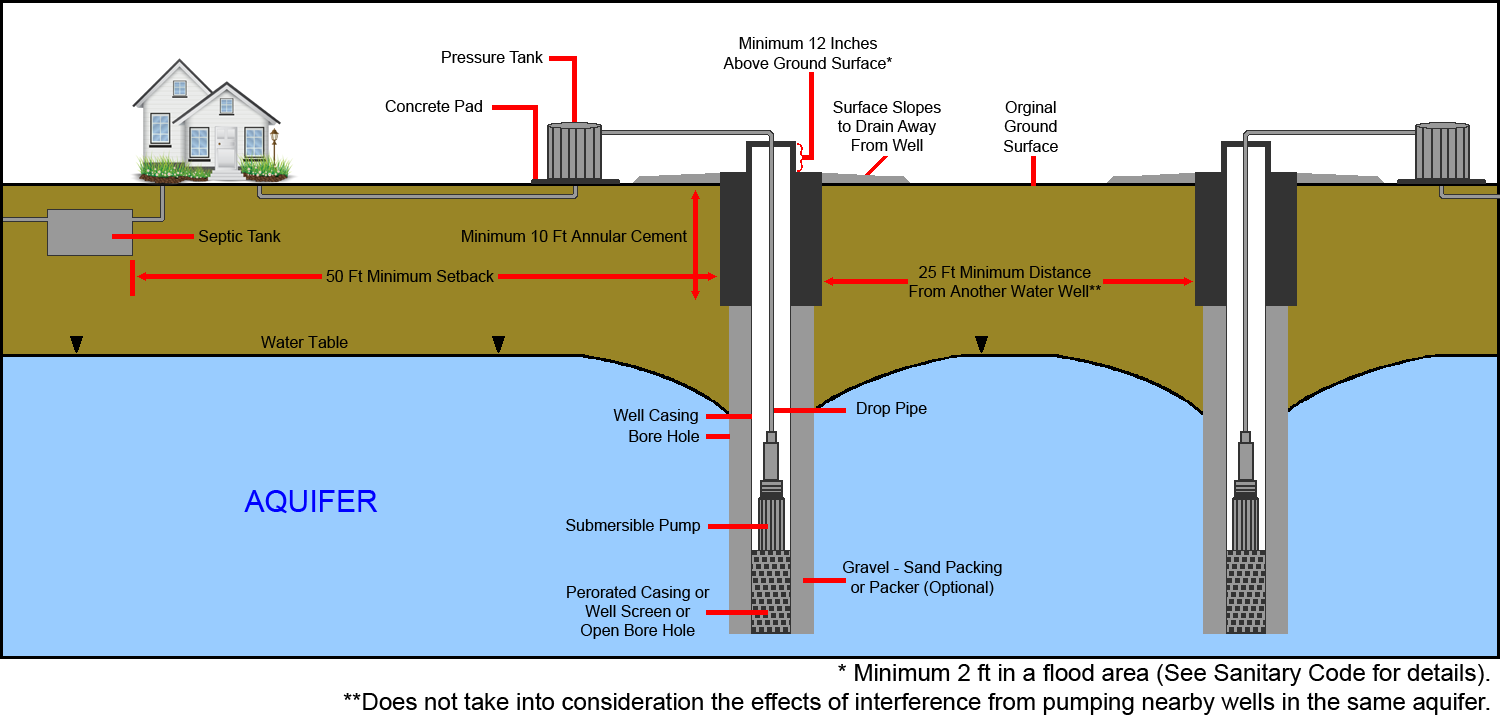 Pressure Tank
Concrete Pad
Minimum 12 Inches
Above Ground Surface*
Surface Slopes
to Drain Away
From Well
Orginal
Ground
Surface
Septic Tank
Minimum 10 Ft Annular Cement
50 Ft Minimum Setback
25 Ft Minimum Distance
From Another Water Well**
Water Table
Well Casing
Bore Hole
Drop Pipe
AQUIFER
Submersible Pump
Gravel - Sand Packing
or Packer (Optional)
Perorated Casing or
Well Screen or
Open Bore Hole
* Minimum 2 ft in a flood area (See Sanitary Code for details).
**Does not take into consideration the effects of interference from pumping nearby wells in the same aquifer.